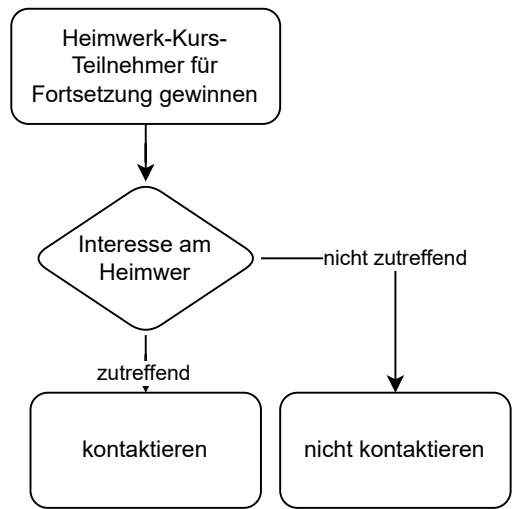 Heimwerk-Kurs-
Teilnehmer für
Fortsetzung gewinnen
Interesse am
Heimwer
nicht zutreffend
zutreffend
kontaktieren
nicht kontaktieren